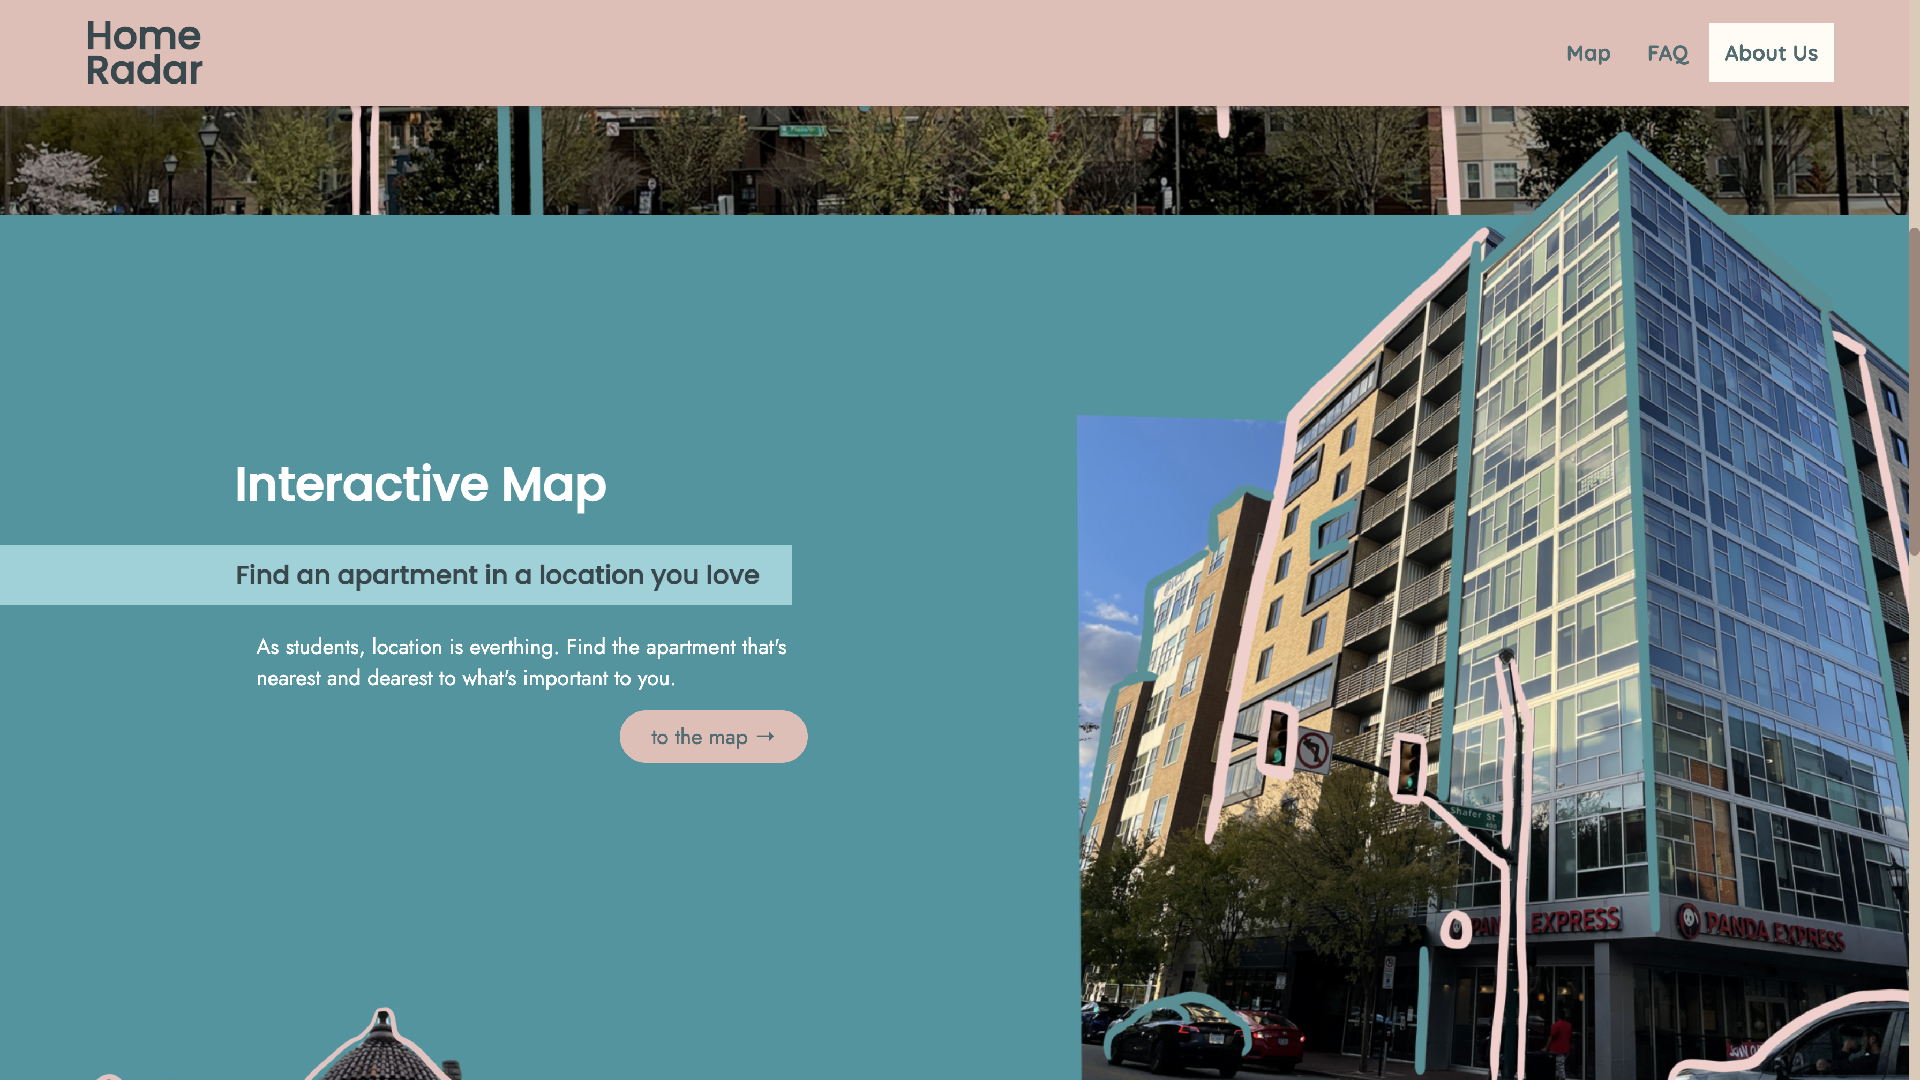 Home
Radar
Map
FAQ
About Us
Interactive Map
Find an apartment in a location you love
As students, location is everthing. Find the apartment that's
nearest and dearest to what's important to you.
to the map →
Shafer St
400
PANDA EXPRESS
PANDA EXPRESS